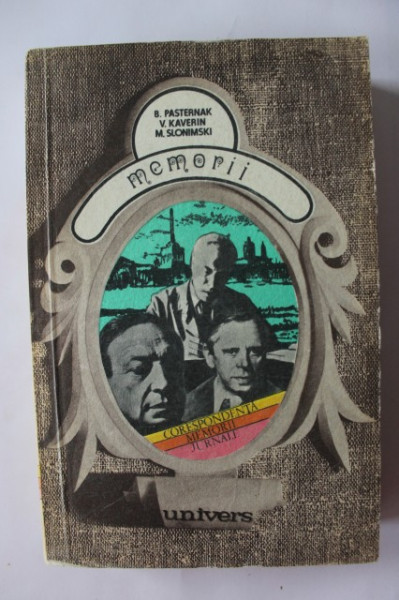 B. PASTERNAK
V. KAVERIN
M. SLONIMSKI
memorii
CORESPONDENȚĂ
MEMORII
JURNALE
univers